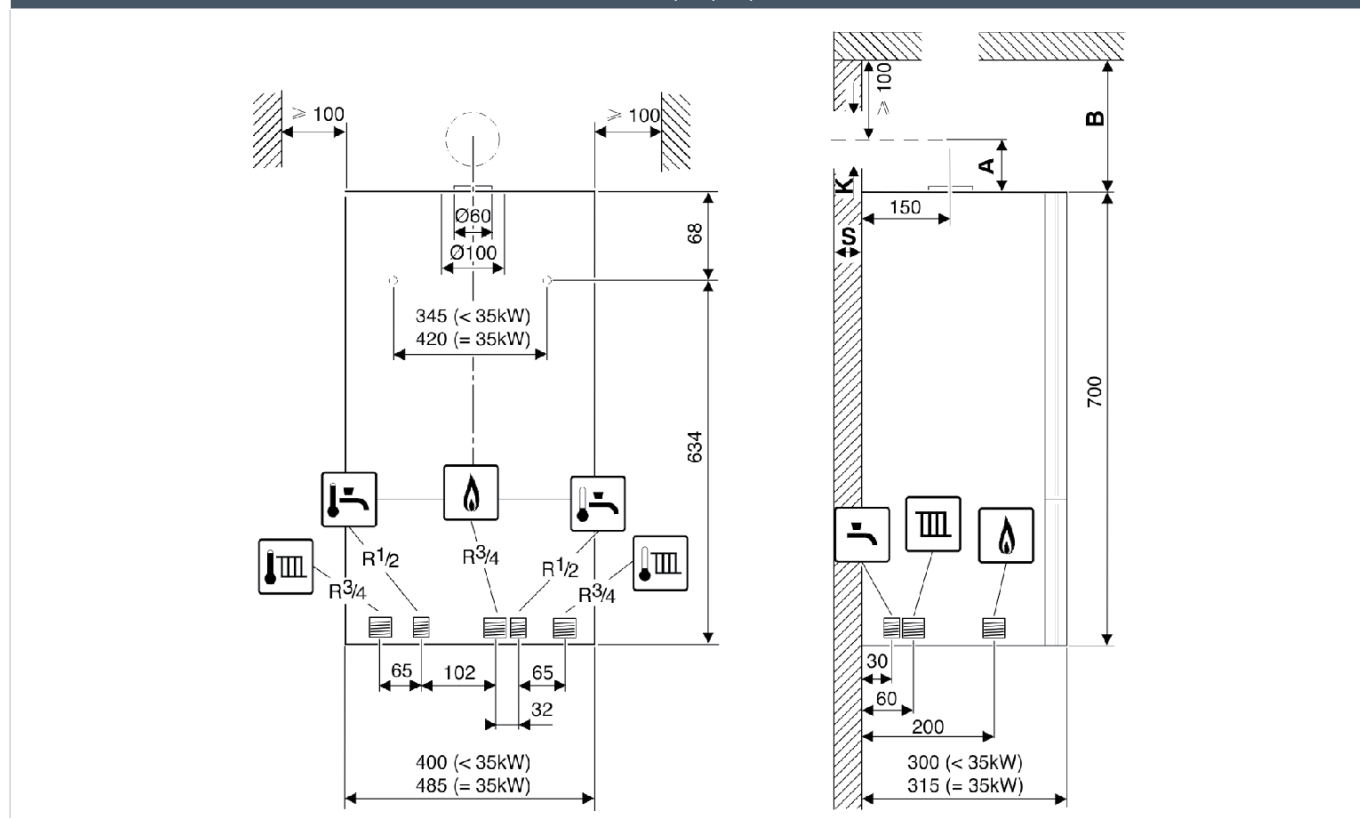 ⩾ 100
⩾ 100
⩾ 100
B
A
K
150
S
Ø60
Ø100
68
345 (< 35kW)
420 (= 35kW)
634
700
R1/2
R3/4
R1/2
R3/4
R3/4
65
102
65
32
30
60
200
400 (< 35kW)
485 (= 35kW)
300 (< 35kW)
315 (= 35kW)